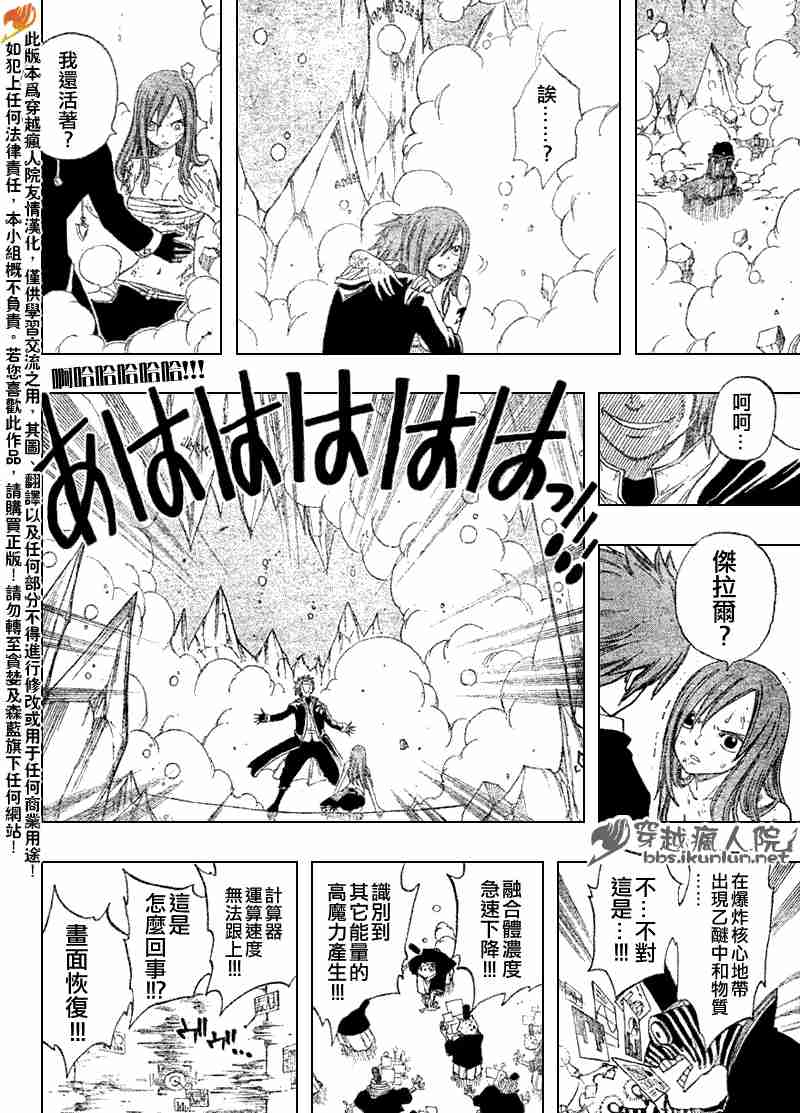 誒
……?
我還活著?
呵呵
…
啊哈哈哈哈哈!!!
あはははははっ!!!
傑拉爾?
在爆炸核心地帶
出現乙醚中和物質
……
不…不對
這是…!!!
融合體濃度
急速下降!!!
識別到
其它能量的
高魔力產生!!!
計算器
運算速度
無法跟上!!!
這是
怎麼回事!!!?
畫面恢復!!!
ヴヴ…
穿越瘋人院
bbs.ikunlun.net
此版本爲穿越瘋人院友情漢化,僅供學習交流之用,其圖、翻譯以及任何部分不得進行修改或用于任何商業用途!
如犯上任何法律責任,本小組概不負責。若您喜歡此作品,請購買正版!請勿轉至貪婪及森藍旗下任何網站!